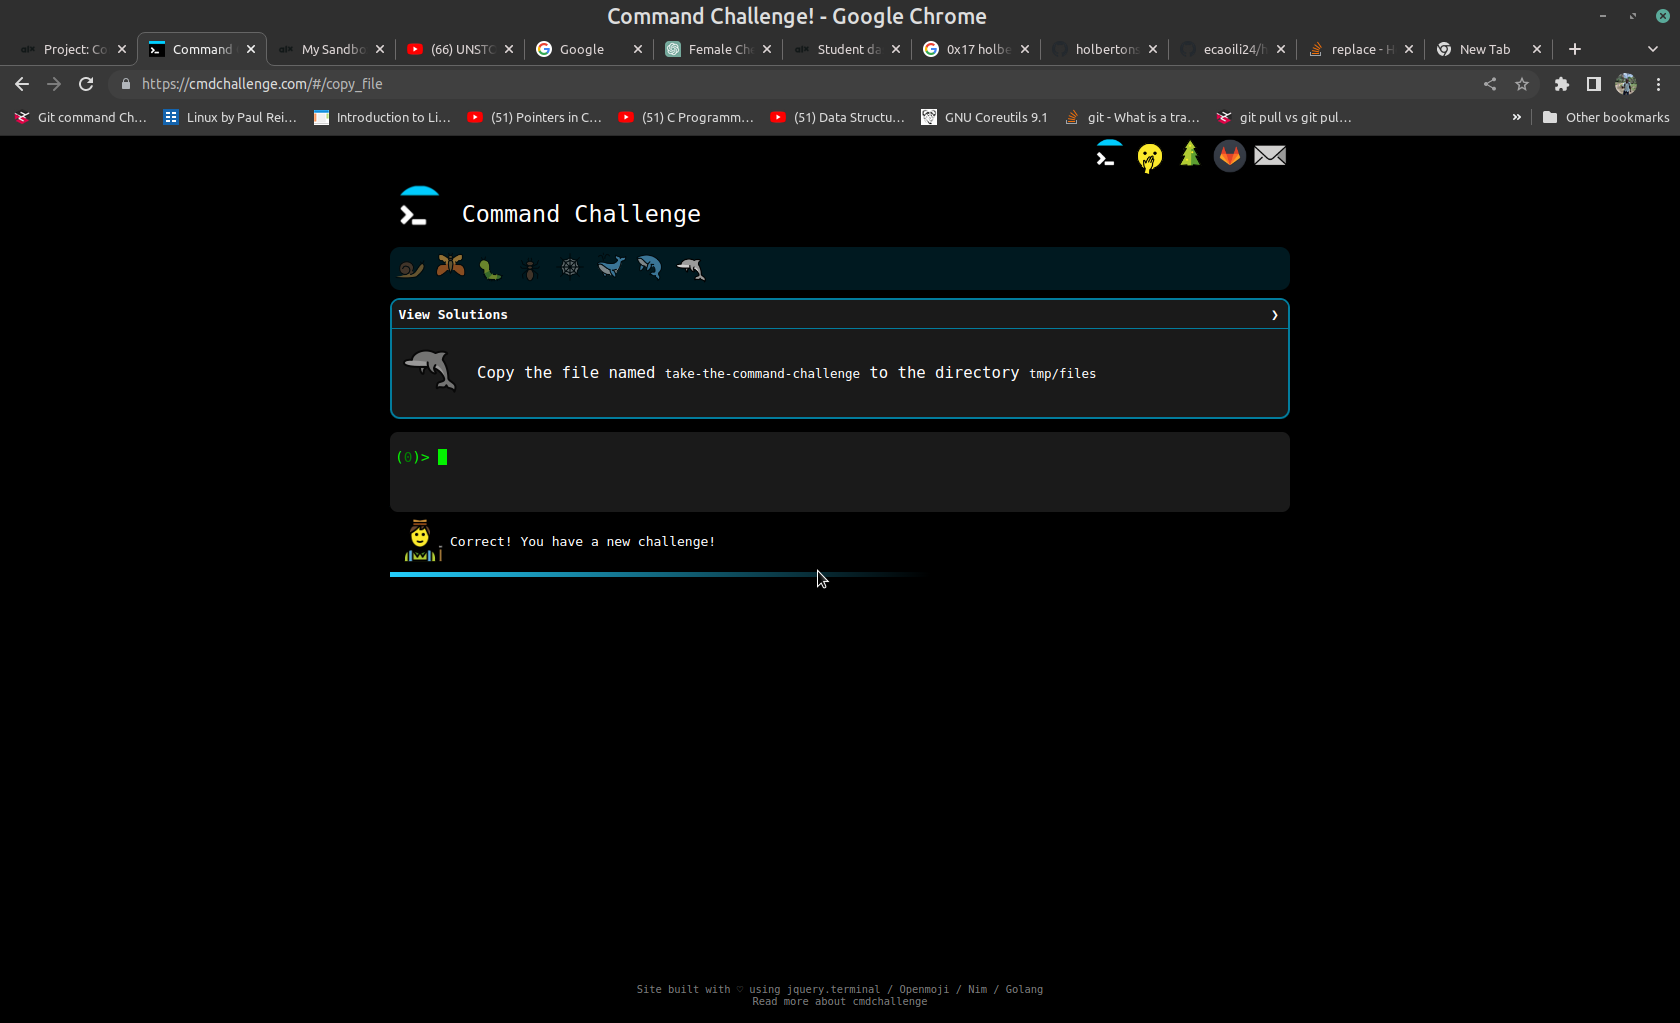 Command Challenge! - Google Chrome
Project: Co
Command
My Sandbo
(66) UNSTO
Google
Female Ch
Student da
0x17 holbe
holbertons
ecaoili24/h
replace - H
New Tab
https://cmdchallenge.com/#/copy_file
Git command Ch...
Linux by Paul Rei...
Introduction to Li...
(51) Pointers in C...
(51) C Programm...
(51) Data Structu...
GNU Coreutils 9.1
git - What is a tra...
git pull vs git pul...
»
Other bookmarks
Command Challenge
View Solutions ❯
Copy the file named take-the-command-challenge to the directory tmp/files
(0)>
Correct! You have a new challenge!
Site built with ♡ using jquery.terminal / Openmoji / Nim / Golang
Read more about cmdchallenge